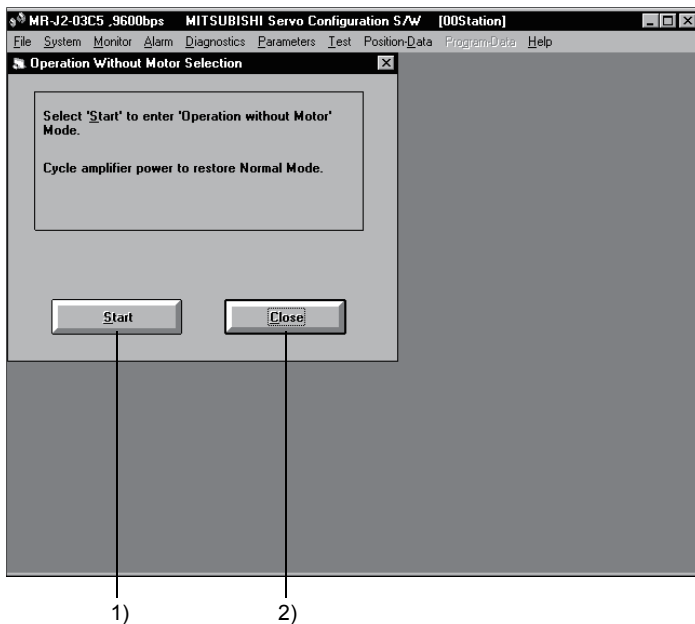 MR-J2-03C5 ,9600bps MITSUBISHI Servo Configuration S/W [00Station]
File System Monitor Alarm Diagnostics Parameters Test Position-Data Program-Data Help
Operation Without Motor Selection
Select 'Start' to enter 'Operation without Motor'
Mode.
Cycle amplifier power to restore Normal Mode.
Start Close
1) 2)